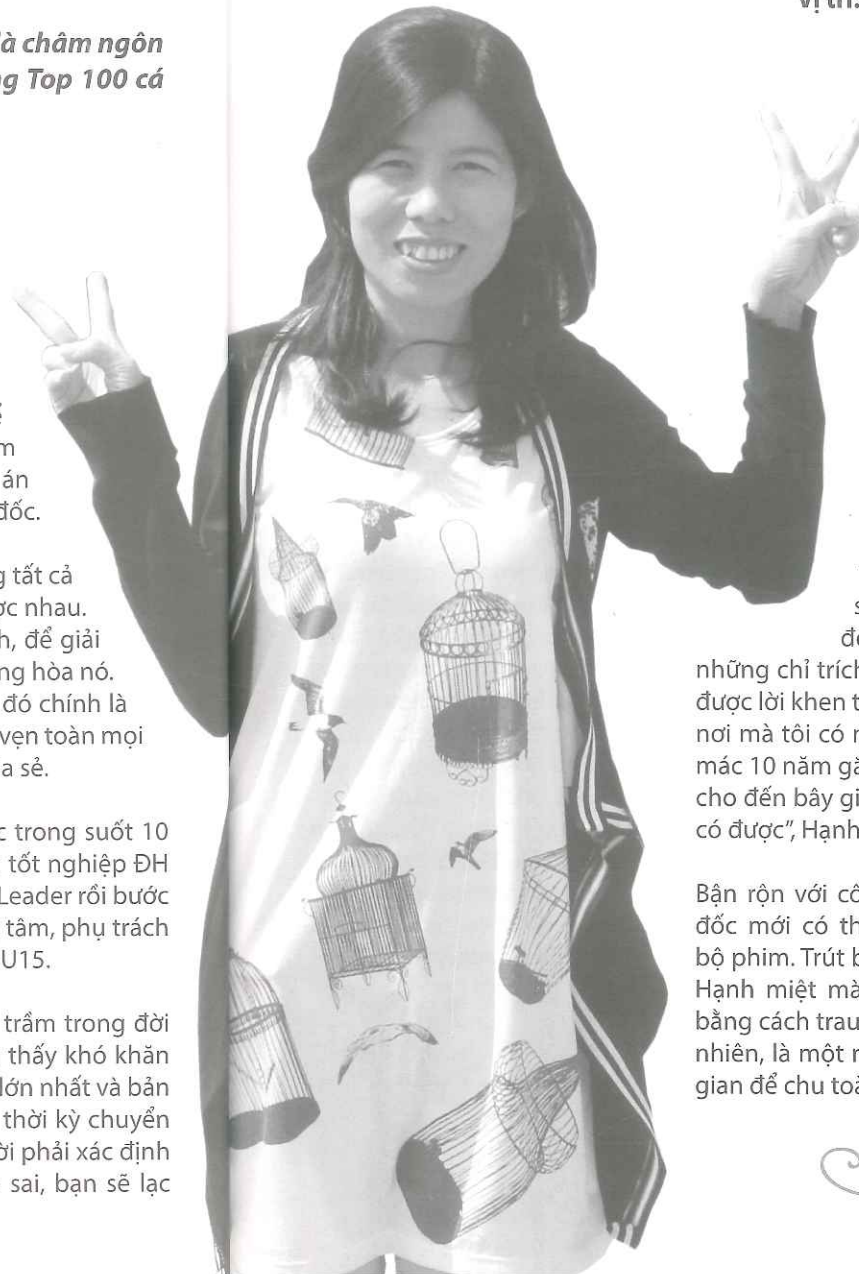 à châm ngôn
g Top 100 cá
m
án
đốc.
g tất cả
ợc nhau.
h, để giải
ng hòa nó.
đó chính là
vẹn toàn mọi
a sẻ.
c trong suốt 10
tốt nghiệp ĐH
Leader rồi bước
tâm, phụ trách
U15.
trầm trong đời
thấy khó khăn
lớn nhất và bản
thời kỳ chuyển
ời phải xác định
sai, bạn sẽ lạc
những chỉ trích
được lời khen t
nơi mà tôi có n
mác 10 năm gắ
cho đến bây gi
có được”, Hạnh
Bận rộn với cô
đốc mới có th
bộ phim. Trút b
Hạnh miệt mà
bằng cách trau
nhiên, là một n
gian để chu toà